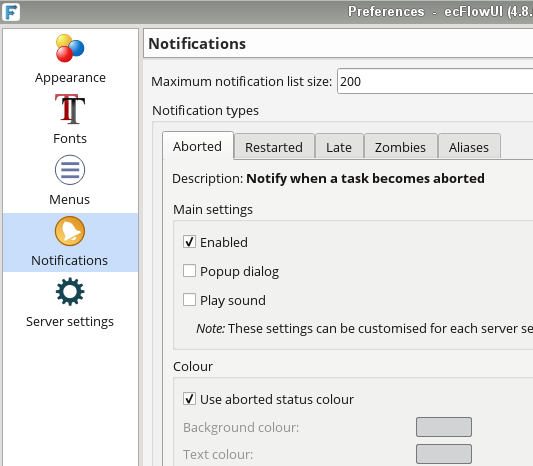 Preferences - ecFlowUI (4.8.
Appearance
Fonts
Menus
Notifications
Server settings
Notifications
Maximum notification list size: 200
Notification types
Aborted Restarted Late Zombies Aliases
Description: Notify when a task becomes aborted
Main settings
Enabled
Popup dialog
Play sound
Note: These settings can be customised for each server se
Colour
Use aborted status colour
Background colour:
Text colour: